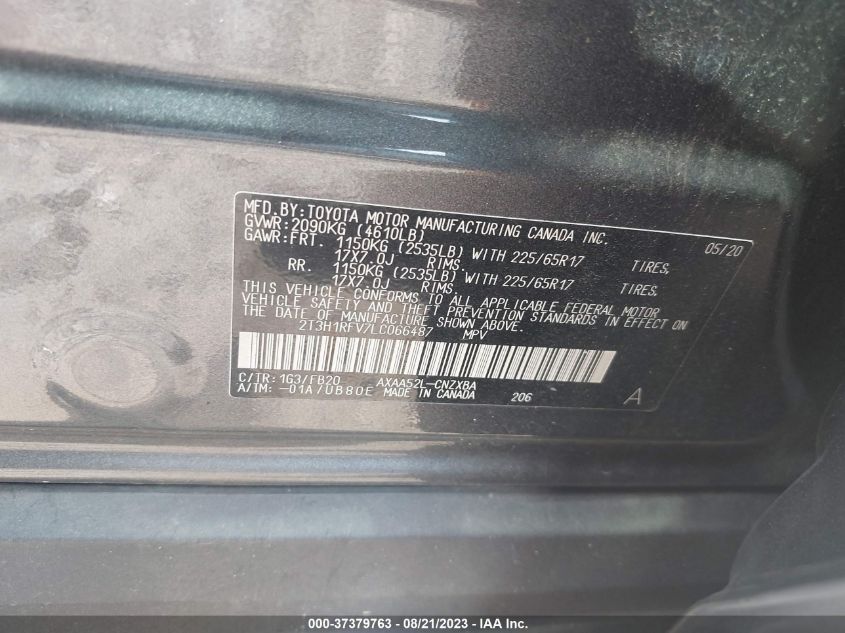 MFD.BY:TOYOTA MOTOR MANUFACTURING CANADA INC.
GVWR:2090KG (4610LB) 05/20
GAWR:FRT. 1150KG (2535LB) WITH 225/65R17 TIRES,
17X7.0J RIMS.
RR. 1150KG (2535LB) WITH 225/65R17 TIRES,
17X7.0J RIMS.
THIS VEHICLE CONFORMS TO ALL APPLICABLE FEDERAL MOTOR
VEHICLE SAFETY AND THEFT PREVENTION STANDARDS IN EFFECT ON
THE DATE OF MANUFACTURE SHOWN ABOVE.
2T3H1RFV7LC066487 MPV
C/TR: 1G3/FB20 AXAA52L-CNZXBA
A/TM: -01A/UB80E MADE IN CANADA 206 A
000-37379763 - 08/21/2023 - IAA Inc.